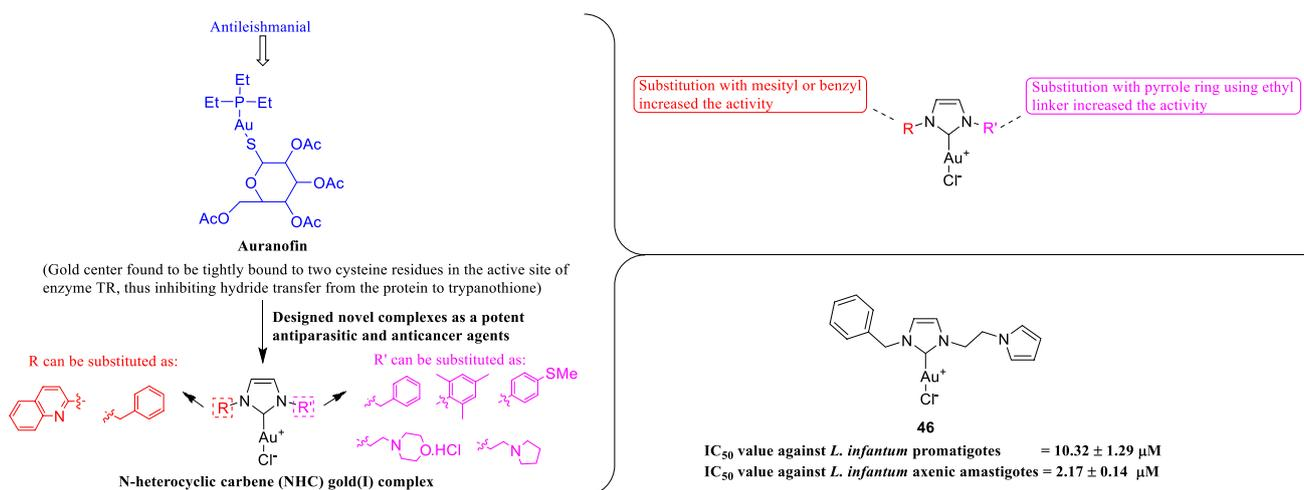 Antileishmanial
Et
Et P Et
Au
S
OAc
O
OAc
AcO
OAc
Auranofin
(Gold center found to be tightly bound to two cysteine residues in the active site of
enzyme TR, thus inhibiting hydride transfer from the protein to trypanothione)
Designed novel complexes as a potent
antiparasitic and anticancer agents
R can be substituted as:
R' can be substituted as:
SMe
N
R N N R'
Au+
Cl-
N
O.HCl
N
N-heterocyclic carbene (NHC) gold(I) complex
Substitution with mesityl or benzyl
increased the activity
Substitution with pyrrole ring using ethyl
linker increased the activity
R N N R'
Au+
Cl-
N N
N
Au+
Cl-
46
IC50 value against L. infantum promatigotes = 10.32 ± 1.29 µM
IC50 value against L. infantum axenic amastigotes = 2.17 ± 0.14 µM